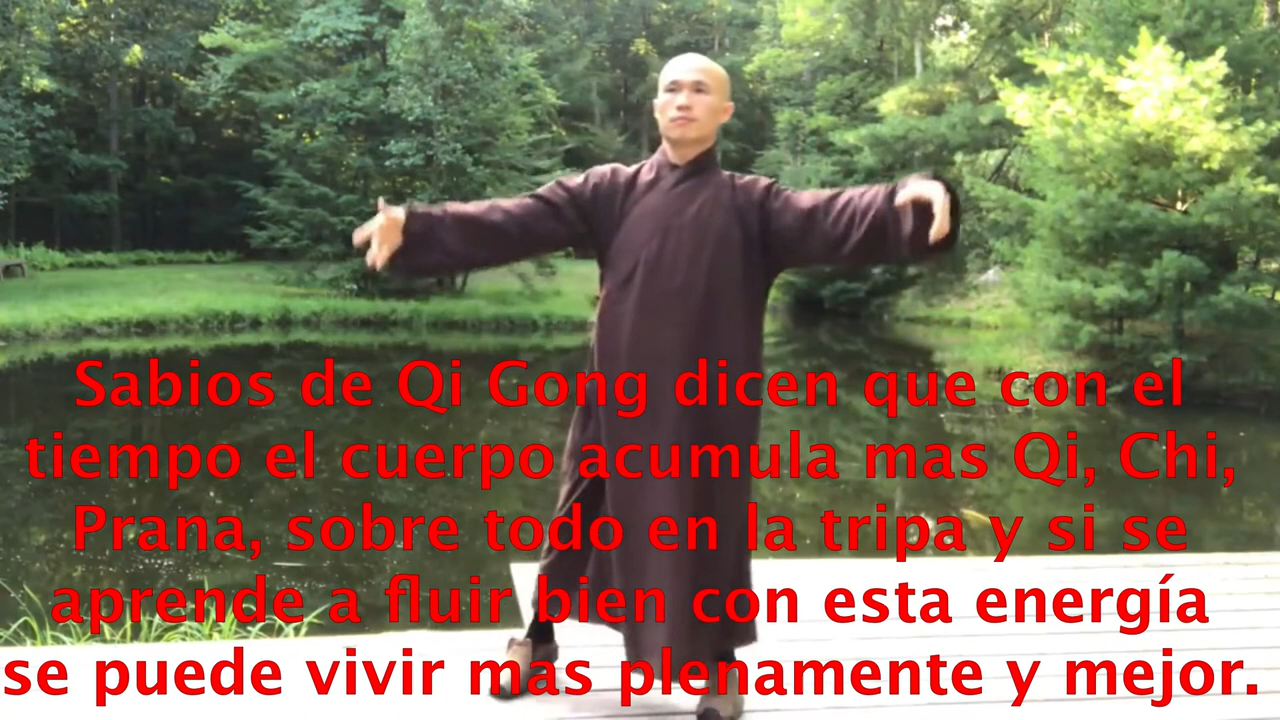 Sabios de Qi Gong dicen que con el
tiempo el cuerpo acumula mas Qi, Chi,
Prana, sobre todo en la tripa y si se
aprende a fluir bien con esta energía
se puede vivir mas plenamente y mejor.